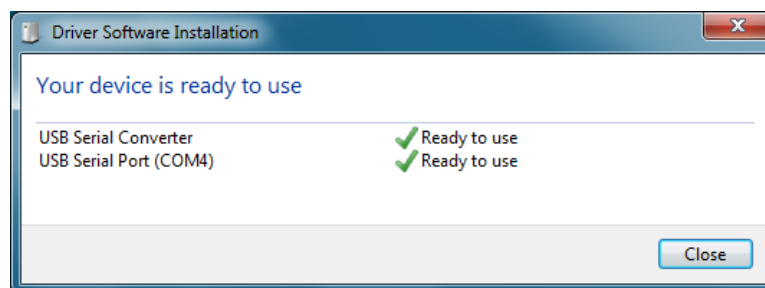 Driver Software Installation
Your device is ready to use
USB Serial Converter Ready to use
USB Serial Port (COM4) Ready to use
Close